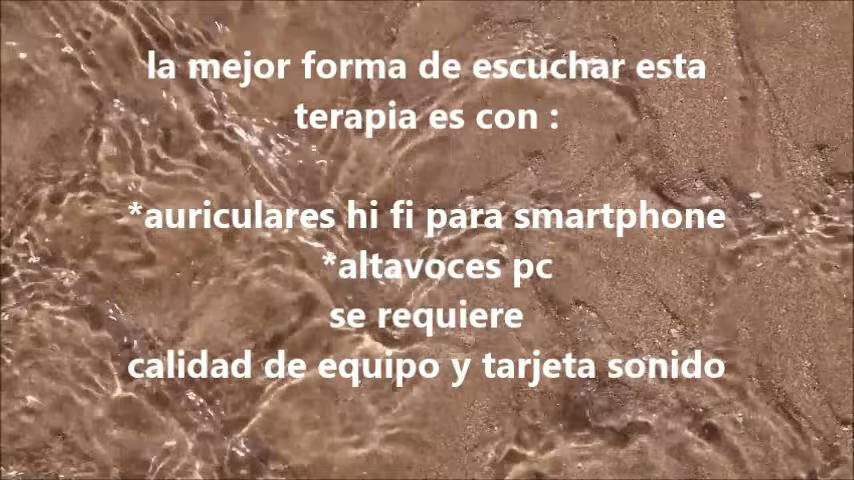 la mejor forma de escuchar esta
terapia es con :
*auriculares hi fi para smartphone
*altavoces pc
se requiere
calidad de equipo y tarjeta sonido